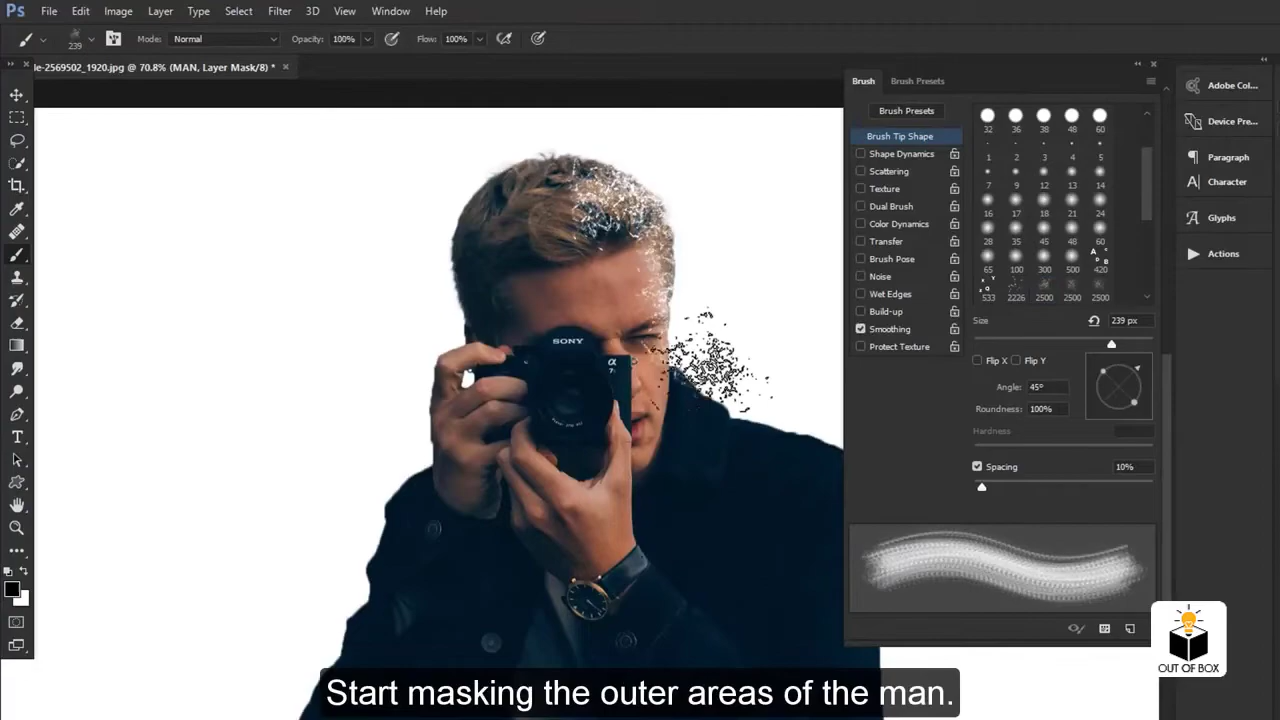 Ps File Edit Image Layer Type Select Filter 3D View Window Help
239 Mode: Normal Opacity: 100% Flow: 100%
le-2569502_1920.jpg @ 70.8% (MAN, Layer Mask/8) * ×
Brush Brush Presets
Brush Presets
Brush Tip Shape
Shape Dynamics
Scattering
Texture
Dual Brush
Color Dynamics
Transfer
Brush Pose
Noise
Wet Edges
Build-up
Smoothing
Protect Texture
32 36 38 48 60
1 2 3 4 5
7 9 12 13 14
16 17 18 21 24
28 35 45 48 60
65 100 300 500 420
533 2226 2500 2500 2500
Size 239 px
Flip X Flip Y
Angle: 45°
Roundness: 100%
Hardness
Spacing 10%
Adobe Col...
Device Pre...
Paragraph
Character
Glyphs
Actions
SONY
α
7
OUT OF BOX
Start masking the outer areas of the man.